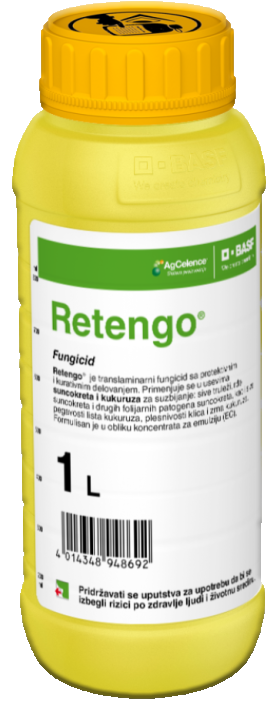 BASF
AgCelence®
BASF
We create chemistry
Retengo®
Fungicid
Retengo® je translaminarni fungicid sa protektivnim
i kurativnim delovanjem. Primenjuje se u usevima
suncokreta i kukuruza za suzbijanje: sive truleži, rđe
suncokreta i drugih folijarnih patogena suncokreta,
pegavosti lista kukuruza, plesnivosti klipa i zrna kukuruza.
Formulisan je u obliku koncentrata za emulziju (EC).
1 L
4 014348 948692
Pridržavati se uputstva za upotrebu da bi se
izbegli rizici po zdravlje ljudi i životnu sredinu.